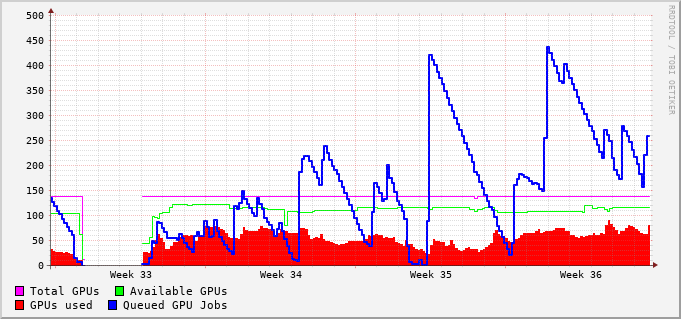 500
450
400
350
300
250
200
150
100
50
0
Week 33 Week 34 Week 35 Week 36
Total GPUs Available GPUs
GPUs used Queued GPU Jobs
RRDTOOL / TOBI OETIKER